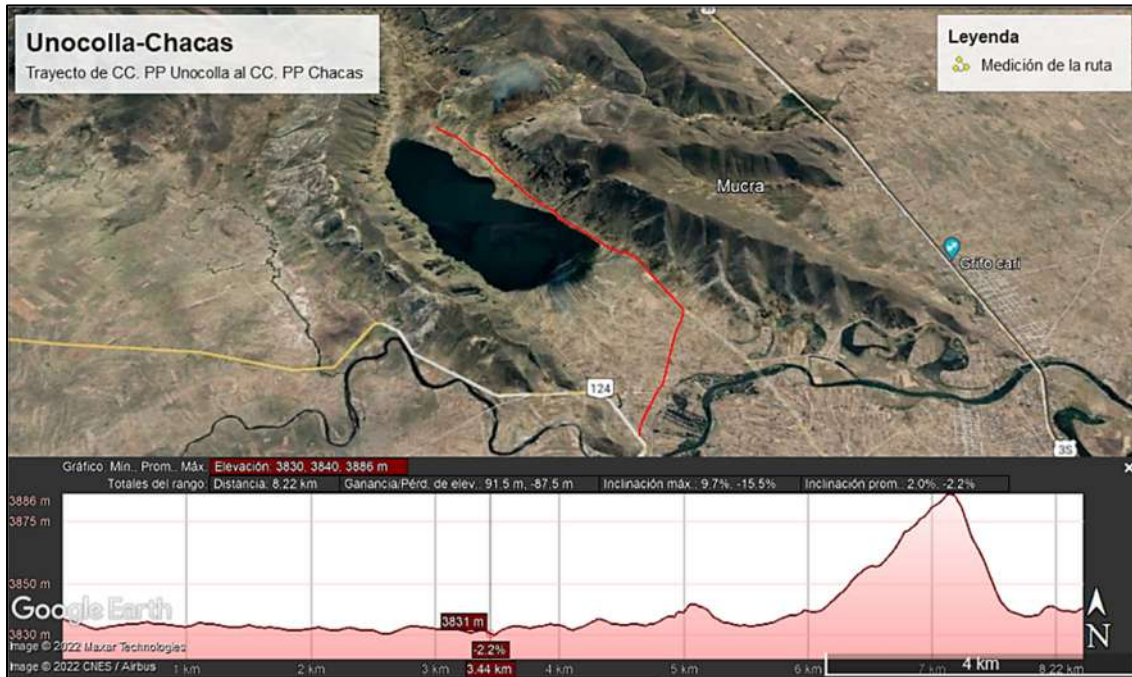 Unocolla-Chacas
Trayecto de CC. PP Unocolla al CC. PP Chacas
Leyenda
Medición de la ruta
Mucra
Grifo cari
124
3S
Gráfico: Mín., Prom., Máx. Elevación: 3830, 3840, 3886 m
Totales del rango: Distancia: 8.22 km Ganancia/Pérd. de elev.: 91.5 m, -87.5 m Inclinación máx.: 9.7%, -15.5% Inclinación prom.: 2.0%, -2.2%
3886 m
3875 m
3850 m
Google Earth
3831 m
3830 m
N
Image © 2022 Maxar Technologies
-2.2%
Image © 2022 CNES / Airbus
1 km 2 km 3 km 3.44 km 4 km 5 km 6 km 7 km 4 km 8.22 km